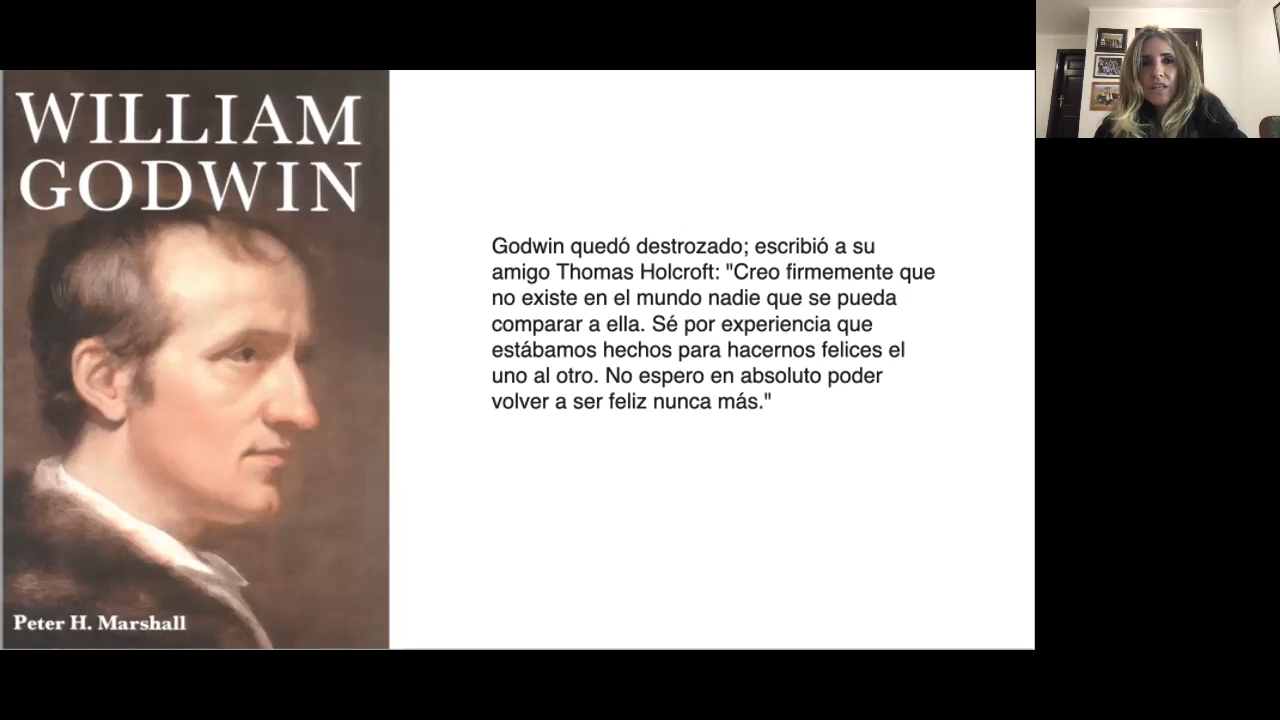 WILLIAM
GODWIN
Peter H. Marshall
Godwin quedó destrozado; escribió a su
amigo Thomas Holcroft: "Creo firmemente que
no existe en el mundo nadie que se pueda
comparar a ella. Sé por experiencia que
estábamos hechos para hacernos felices el
uno al otro. No espero en absoluto poder
volver a ser feliz nunca más."